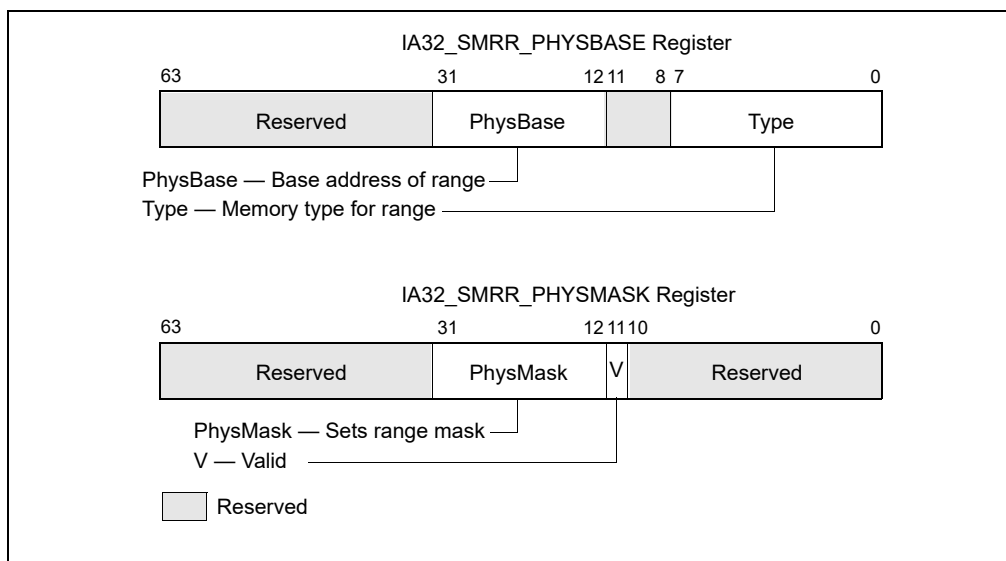 IA32_SMRR_PHYSBASE Register
63 31 12 11 8 7 0
Reserved PhysBase Type
PhysBase — Base address of range
Type — Memory type for range
IA32_SMRR_PHYSMASK Register
63 31 12 11 10 0
Reserved PhysMask V Reserved
PhysMask — Sets range mask
V — Valid
Reserved